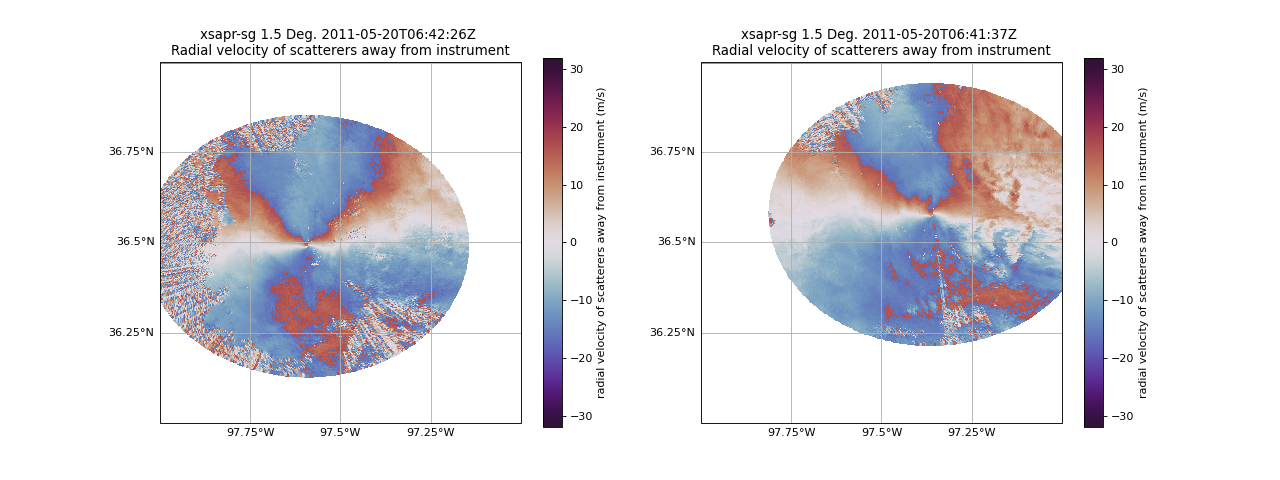 xsapr-sg 1.5 Deg. 2011-05-20T06:42:26Z
Radial velocity of scatterers away from instrument
36.75°N
36.5°N
36.25°N
97.75°W 97.5°W 97.25°W
30
20
10
0
−10
−20
−30
radial velocity of scatterers away from instrument (m/s)
xsapr-sg 1.5 Deg. 2011-05-20T06:41:37Z
Radial velocity of scatterers away from instrument
36.75°N
36.5°N
36.25°N
97.75°W 97.5°W 97.25°W
30
20
10
0
−10
−20
−30
radial velocity of scatterers away from instrument (m/s)